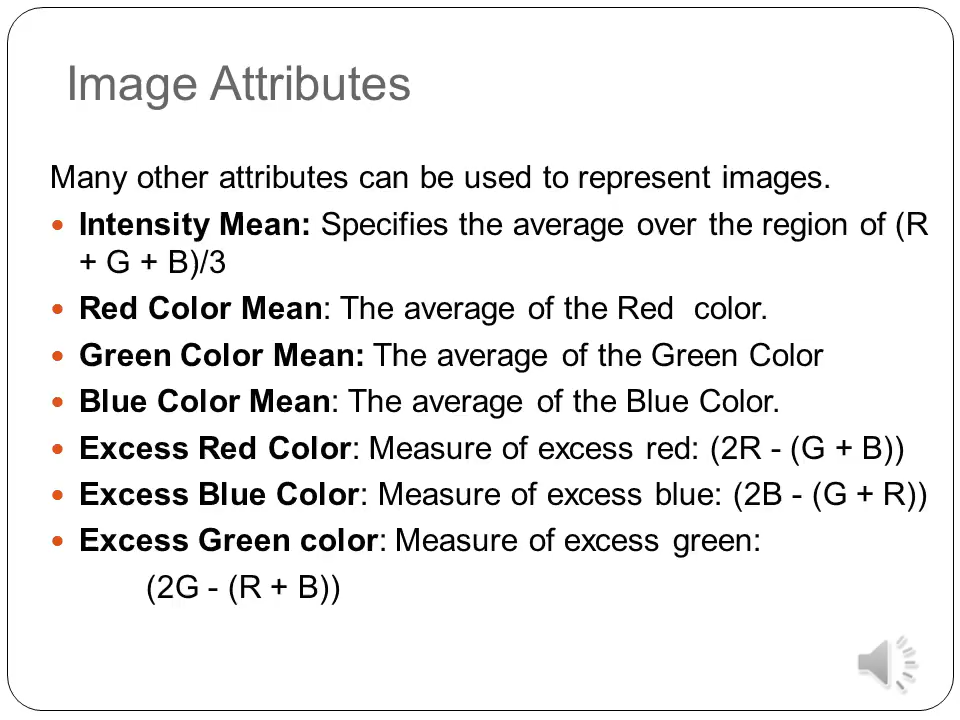 Image Attributes
Many other attributes can be used to represent images.
Intensity Mean: Specifies the average over the region of (R
+ G + B)/3
Red Color Mean: The average of the Red color.
Green Color Mean: The average of the Green Color
Blue Color Mean: The average of the Blue Color.
Excess Red Color: Measure of excess red: (2R - (G + B))
Excess Blue Color: Measure of excess blue: (2B - (G + R))
Excess Green color: Measure of excess green:
(2G - (R + B))